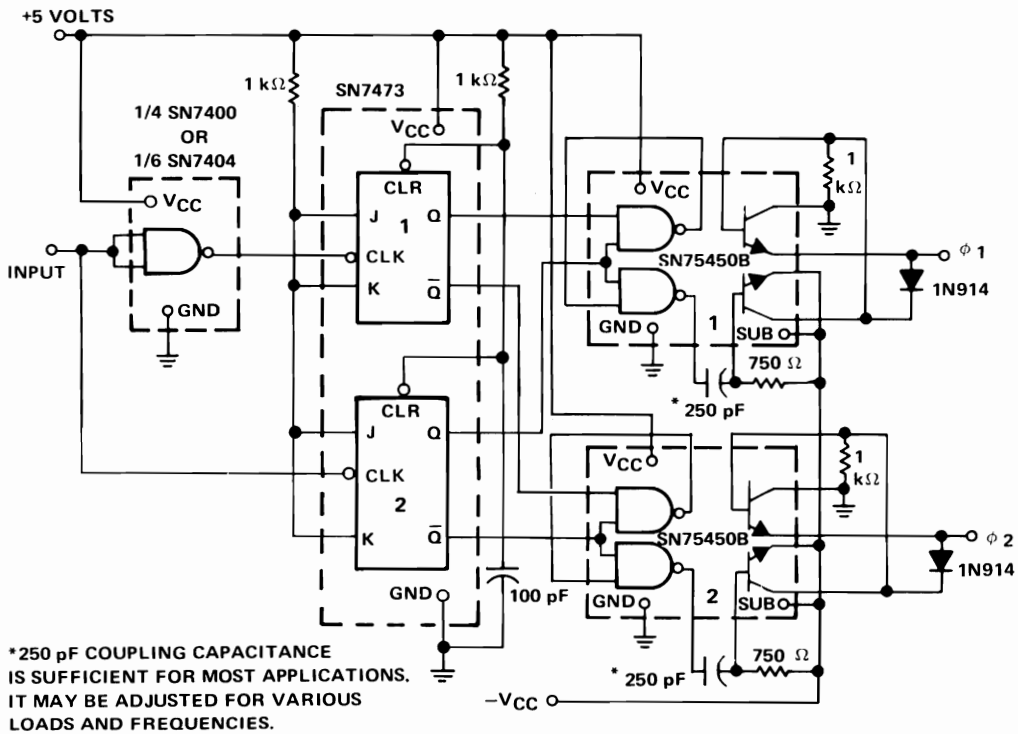 +5 VOLTS
1 kΩ
SN7473
1 kΩ
1/4 SN7400
OR
1/6 SN7404
VCC
VCC
CLR
J
1
Q
CLK
K
Q̅
INPUT
GND
VCC
SN75450B
GND
1
SUB
1
kΩ
ϕ 1
1N914
750 Ω
* 250 pF
CLR
J
Q
CLK
2
K
Q̅
GND
100 pF
VCC
SN75450B
GND
2
SUB
1
kΩ
ϕ 2
1N914
750 Ω
* 250 pF
−VCC
*250 pF COUPLING CAPACITANCE
IS SUFFICIENT FOR MOST APPLICATIONS.
IT MAY BE ADJUSTED FOR VARIOUS
LOADS AND FREQUENCIES.